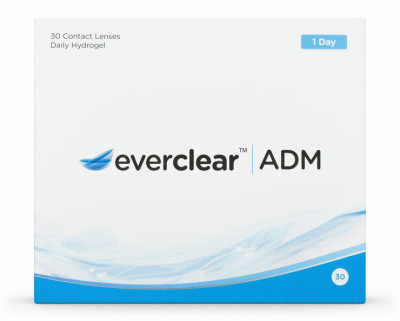 30 Contact Lenses
Daily Hydrogel
1 Day
everclear™ | ADM
30